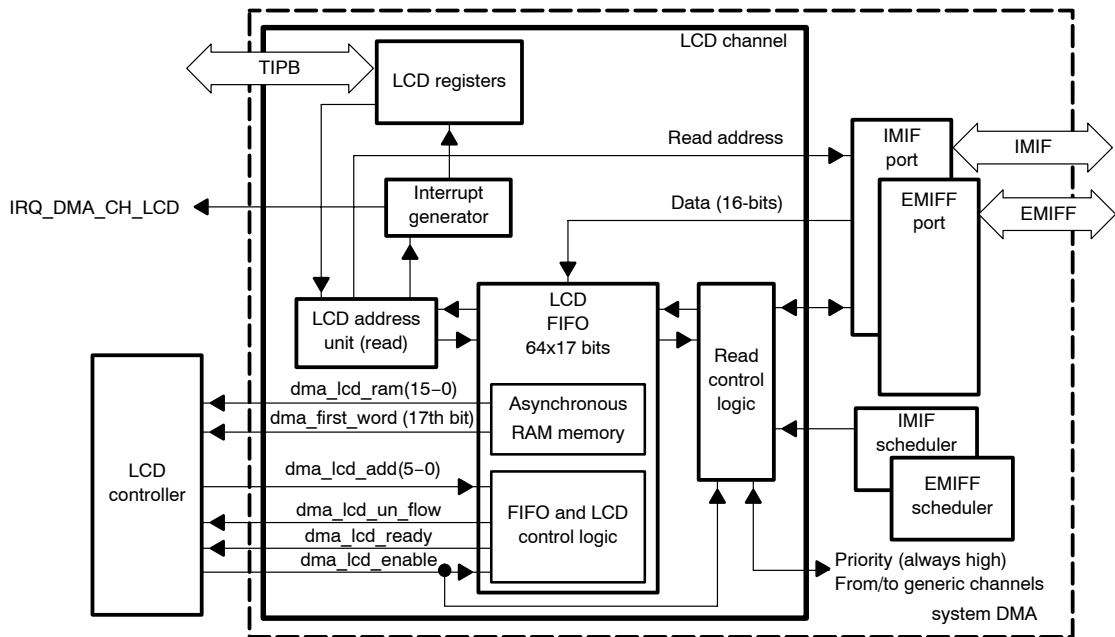 LCD channel
TIPB
LCD registers
Read address
IMIF
port
IMIF
Interrupt
generator
IRQ_DMA_CH_LCD
Data (16-bits)
EMIFF
port
EMIFF
LCD address
unit (read)
LCD
FIFO
64x17 bits
Read
control
logic
dma_lcd_ram(15−0)
dma_first_word (17th bit)
Asynchronous
RAM memory
IMIF
scheduler
EMIFF
scheduler
LCD
controller
dma_lcd_add(5−0)
dma_lcd_un_flow
dma_lcd_ready
dma_lcd_enable
FIFO and LCD
control logic
Priority (always high)
From/to generic channels
system DMA